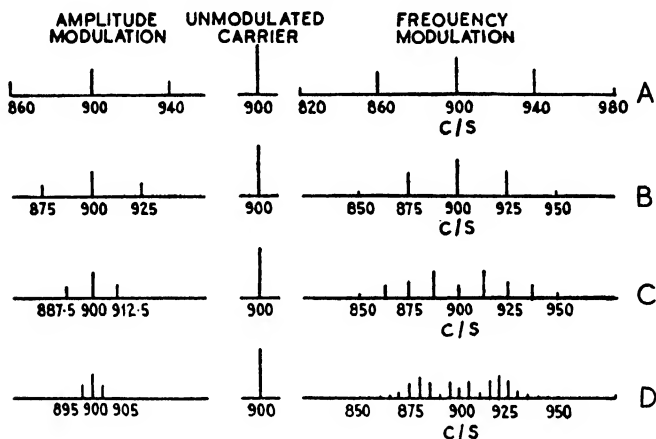 AMPLITUDE MODULATION
UNMODULATED CARRIER
FREQUENCY MODULATION
860 900 940
900
820 860 900 940 980
C/S
A
875 900 925
900
850 875 900 925 950
C/S
B
887·5 900 912·5
900
850 875 900 925 950
C/S
C
895 900 905
900
850 875 900 925 950
C/S
D